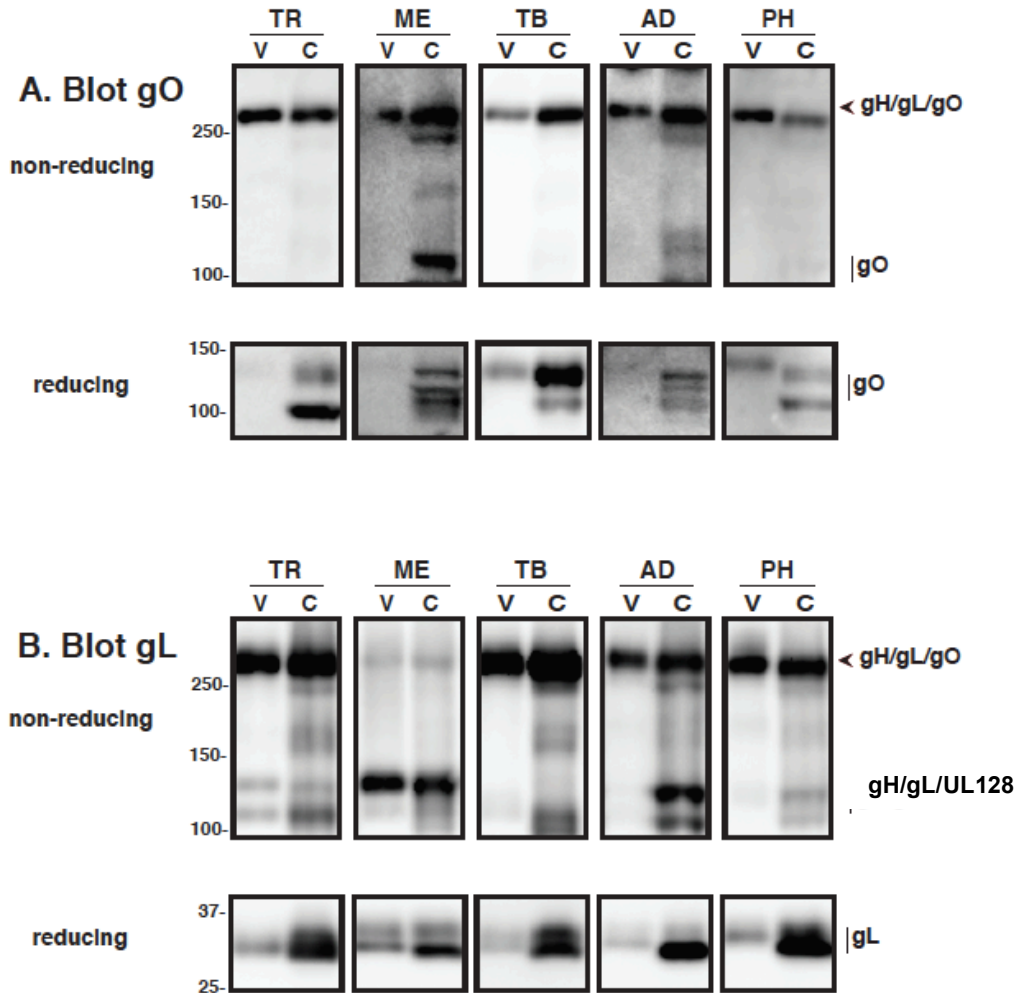 TR ME TB AD PH
V C V C V C V C V C
A. Blot gO
gH/gL/gO
250-
non-reducing
150-
gO
100-
150-
reducing
gO
100-
TR ME TB AD PH
V C V C V C V C V C
B. Blot gL
gH/gL/gO
250-
non-reducing
150-
gH/gL/UL128
100-
37-
reducing
gL
25-